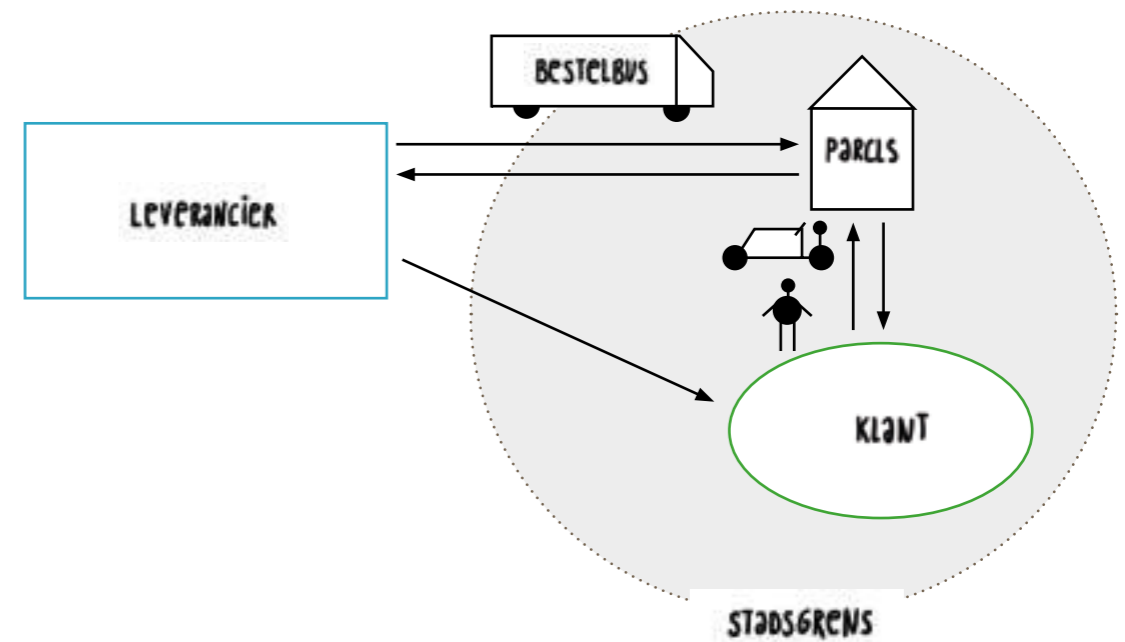 BESTELBUS
PARCLS
LEVERANCIER
KLANT
STADSGRENS